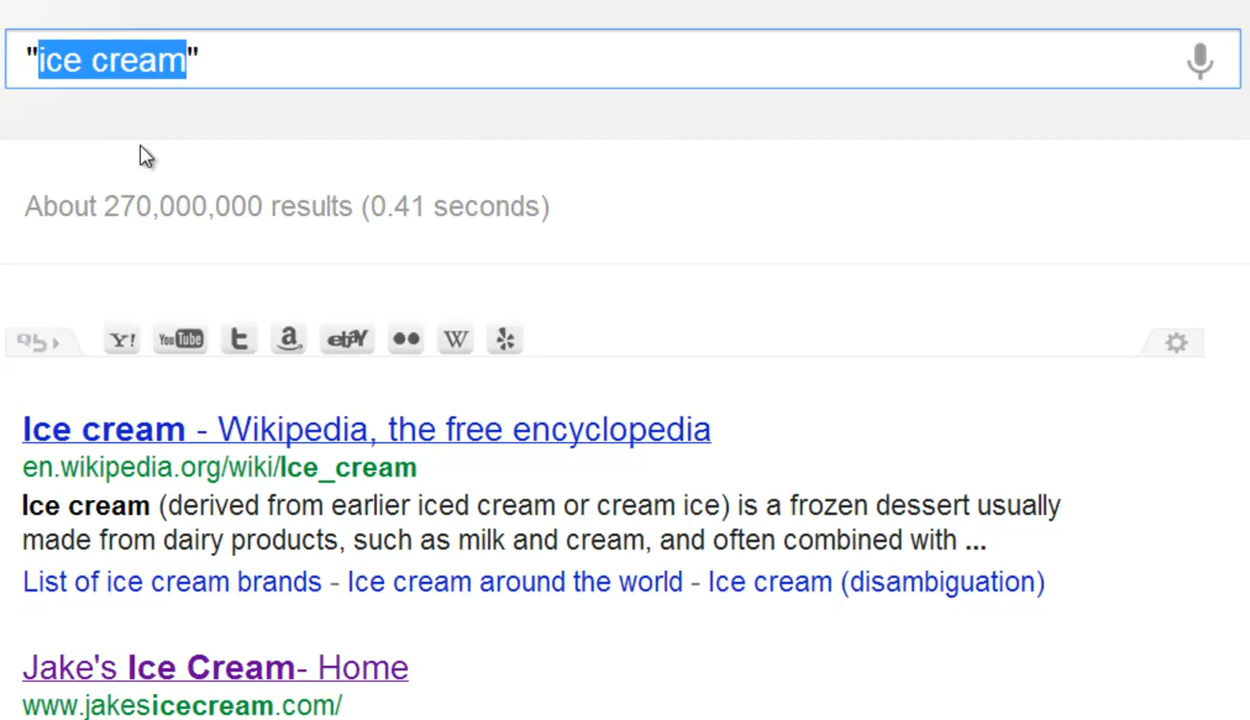 "ice cream"
About 270,000,000 results (0.41 seconds)
Y! YouTube t a ebay W
Ice cream - Wikipedia, the free encyclopedia
en.wikipedia.org/wiki/Ice_cream
Ice cream (derived from earlier iced cream or cream ice) is a frozen dessert usually
made from dairy products, such as milk and cream, and often combined with ...
List of ice cream brands - Ice cream around the world - Ice cream (disambiguation)
Jake's Ice Cream- Home
www.jakesicecream.com/